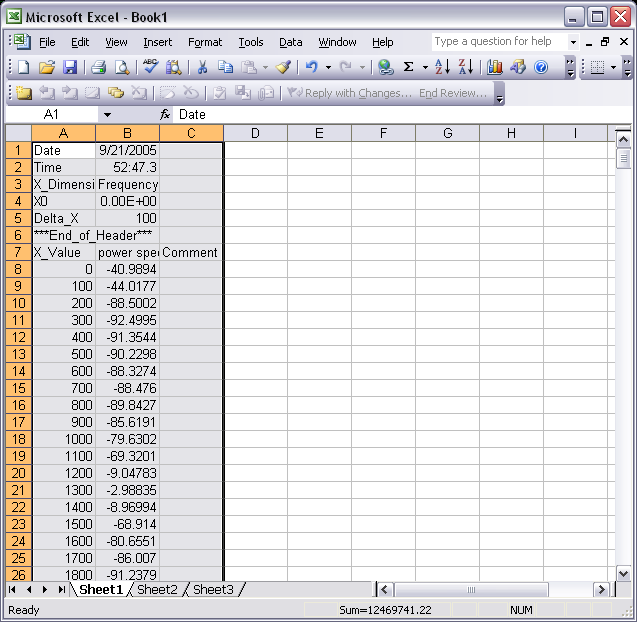 Microsoft Excel - Book1
File Edit View Insert Format Tools Data Window Help Type a question for help
Reply with Changes... End Review...
A1 fx Date
A B C D E F G H I
1 Date 9/21/2005
2 Time 52:47.3
3 X_Dimensi Frequency
4 X0 0.00E+00
5 Delta_X 100
6 ***End_of_Header***
7 X_Value power spe Comment
8 0 -40.9894
9 100 -44.0177
10 200 -88.5002
11 300 -92.4995
12 400 -91.3544
13 500 -90.2298
14 600 -88.3274
15 700 -88.476
16 800 -89.8427
17 900 -85.6191
18 1000 -79.6302
19 1100 -69.3201
20 1200 -9.04783
21 1300 -2.98835
22 1400 -8.96994
23 1500 -68.914
24 1600 -80.6551
25 1700 -86.007
26 1800 -91.2379
Sheet1 Sheet2 Sheet3
Ready Sum=12469741.22 NUM